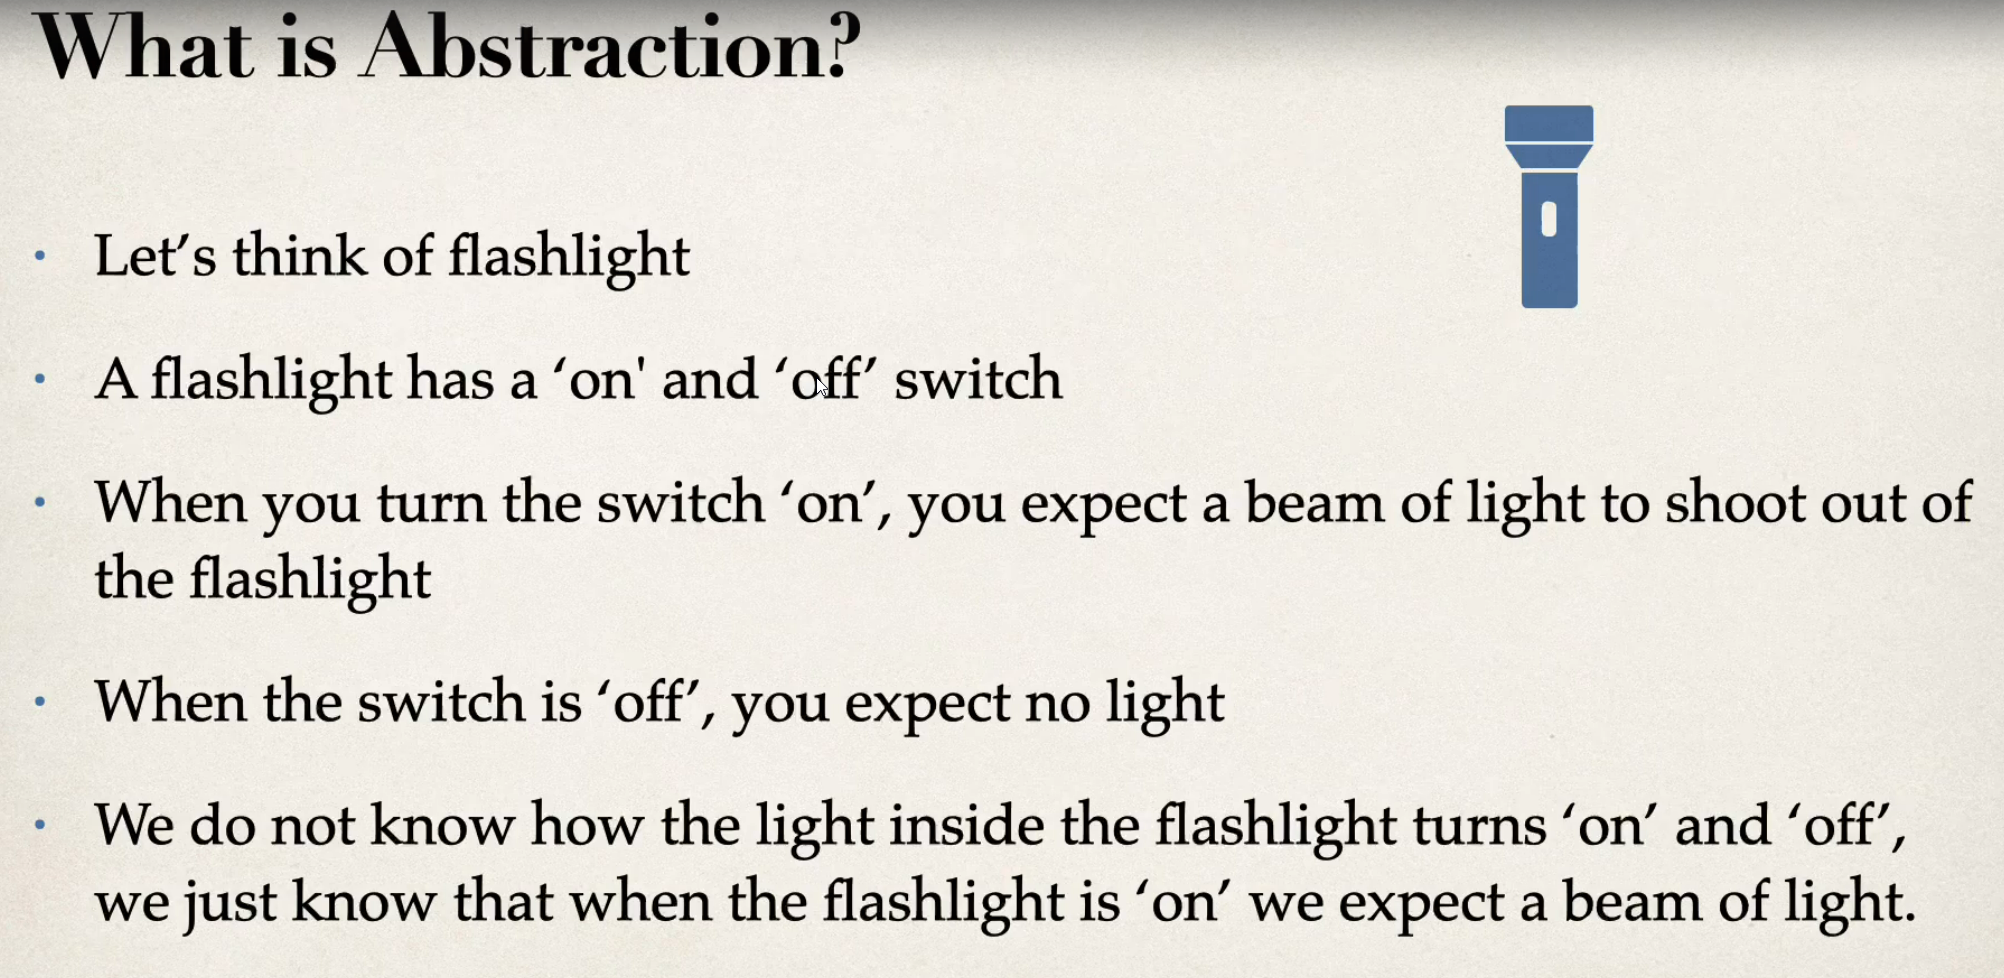 What is Abstraction?
Let’s think of flashlight
A flashlight has a ‘on' and ‘off’ switch
When you turn the switch ‘on’, you expect a beam of light to shoot out of
the flashlight
When the switch is ‘off’, you expect no light
We do not know how the light inside the flashlight turns ‘on’ and ‘off’,
we just know that when the flashlight is ‘on’ we expect a beam of light.